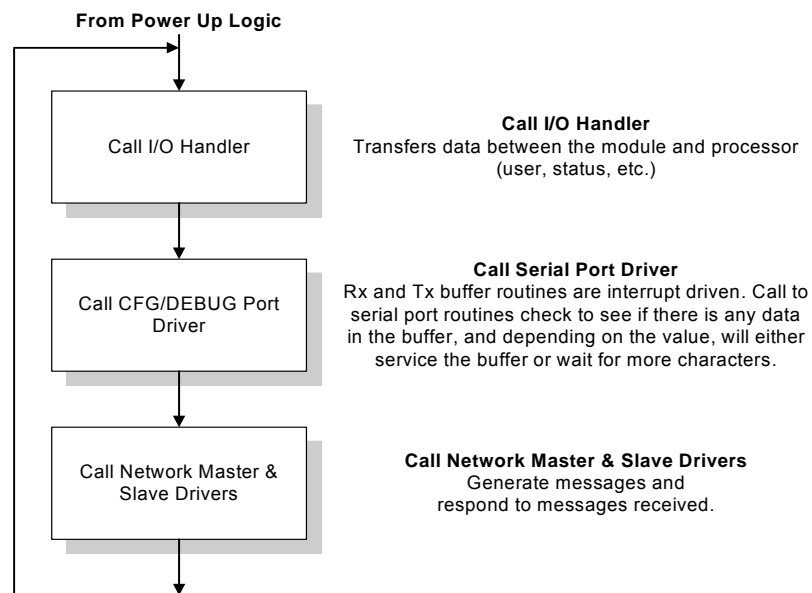 From Power Up Logic
Call I/O Handler
Call I/O Handler
Transfers data between the module and processor
(user, status, etc.)
Call CFG/DEBUG Port
Driver
Call Serial Port Driver
Rx and Tx buffer routines are interrupt driven. Call to
serial port routines check to see if there is any data
in the buffer, and depending on the value, will either
service the buffer or wait for more characters.
Call Network Master &
Slave Drivers
Call Network Master & Slave Drivers
Generate messages and
respond to messages received.